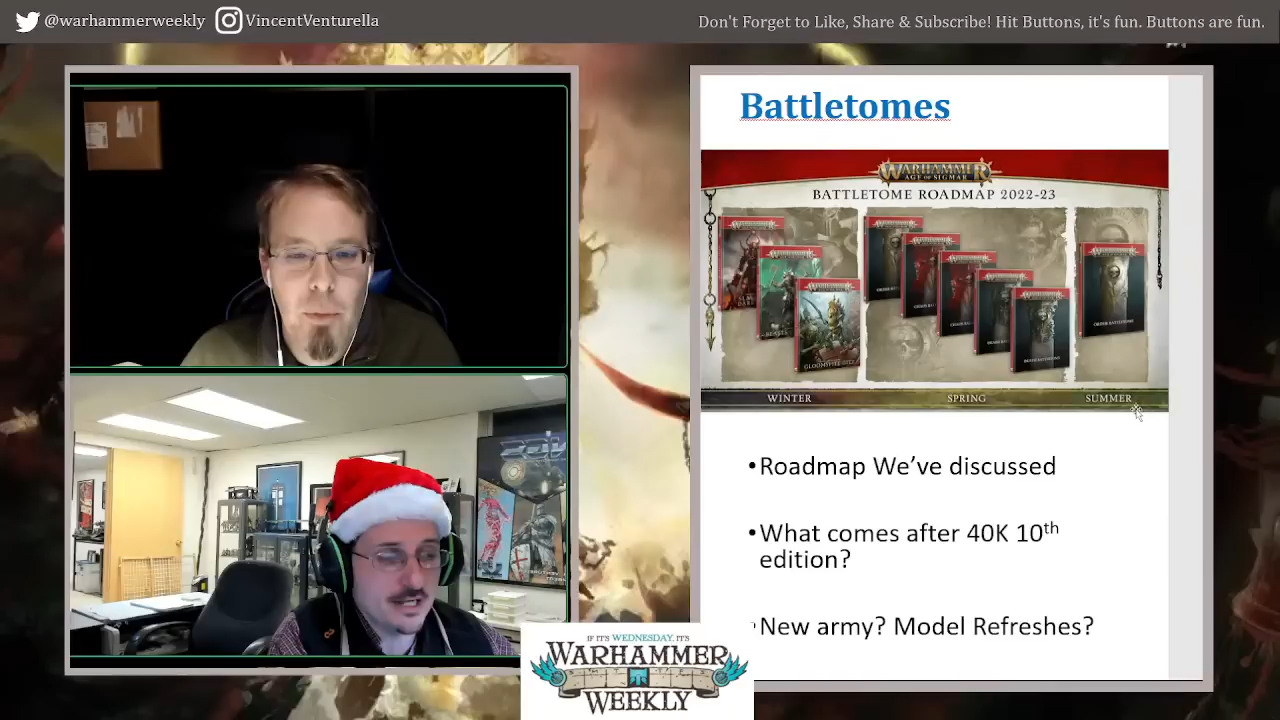 @warhammerweekly VincentVenturella
Don't Forget to Like, Share & Subscribe! Hit Buttons, it's fun. Buttons are fun.
Battletomes
WARHAMMER
AGE OF SIGMAR
BATTLETOME ROADMAP 2022-23
WINTER SPRING SUMMER
•Roadmap We've discussed
•What comes after 40K 10th
edition?
New army? Model Refreshes?
IF IT'S WEDNESDAY, IT'S
WARHAMMER
WEEKLY